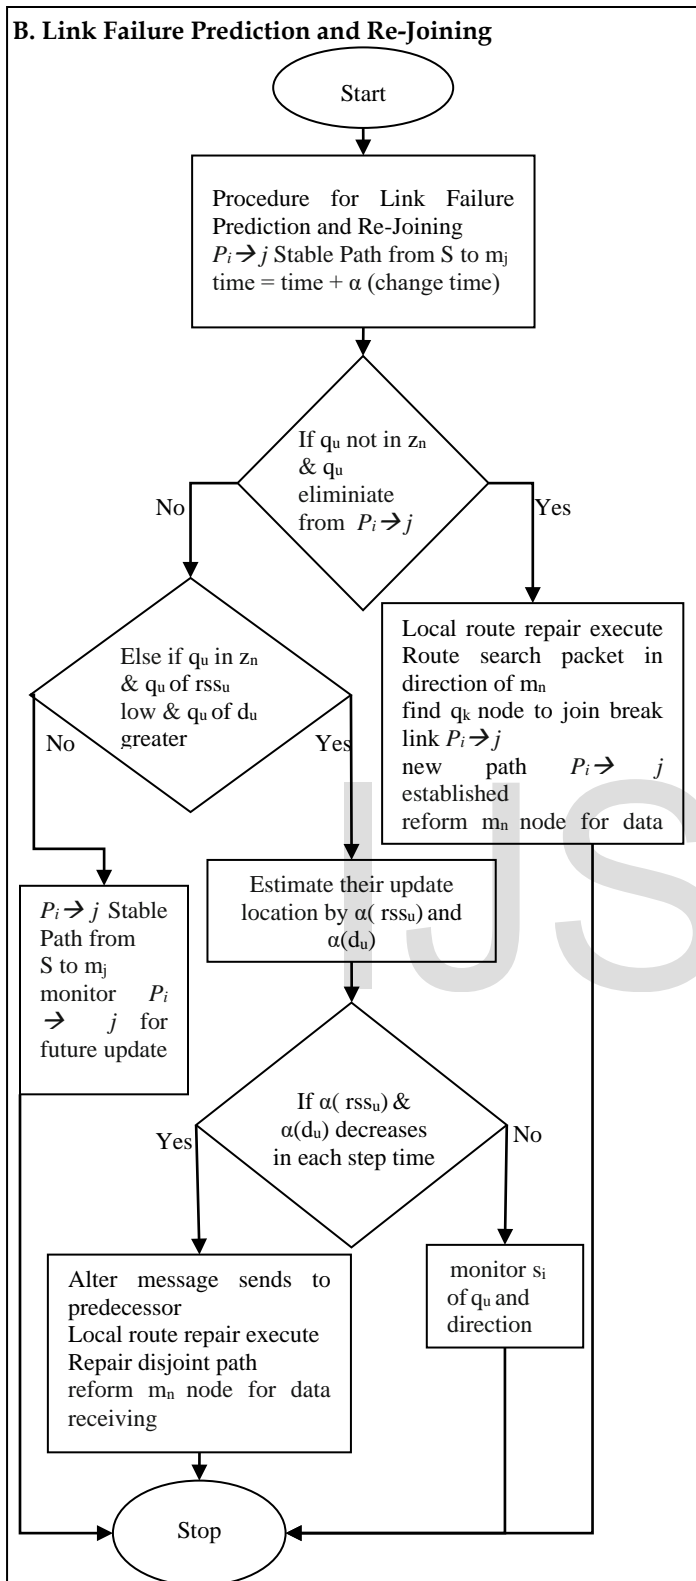 B. Link Failure Prediction and Re-Joining
Start
Procedure for Link Failure
Prediction and Re-Joining
Pi→j Stable Path from S to mj
time = time + α (change time)
If qu not in zn
& qu
eliminiate
from Pi→j
No
Yes
Else if qu in zn
& qu of rssu
low & qu of du
greater
No
Yes
Local route repair execute
Route search packet in
direction of mn
find qk node to join break
link Pi→j
new path Pi→ j
established
reform mn node for data
Pi→j Stable
Path from
S to mj
monitor Pi
→ j for
future update
Estimate their update
location by α( rssu) and
α(du)
If α( rssu) &
α(du) decreases
in each step time
Yes
No
Alter message sends to
predecessor
Local route repair execute
Repair disjoint path
reform mn node for data
receiving
monitor si
of qu and
direction
Stop
IJS